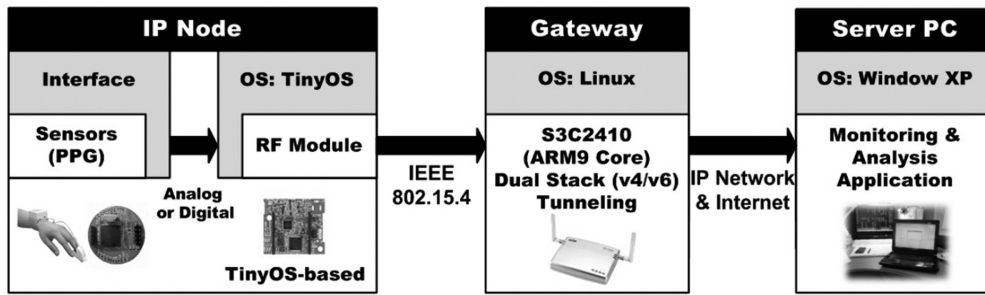 IP Node
Interface
OS: TinyOS
Sensors
(PPG)
RF Module
Analog
or Digital
TinyOS-based
IEEE
802.15.4
Gateway
OS: Linux
S3C2410
(ARM9 Core)
Dual Stack (v4/v6)
Tunneling
IP Network
& Internet
Server PC
OS: Window XP
Monitoring &
Analysis
Application